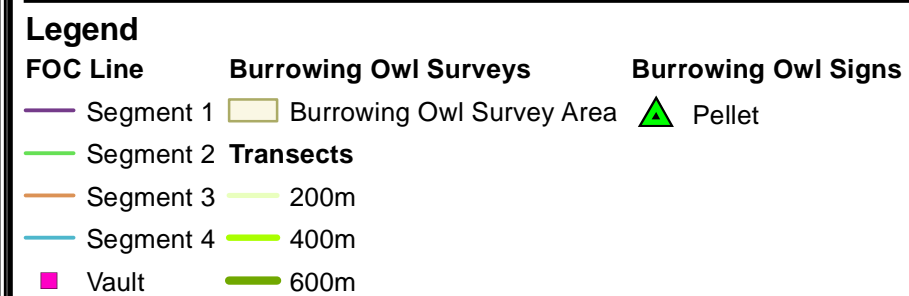 Legend
FOC Line Burrowing Owl Surveys Burrowing Owl Signs
Segment 1 Burrowing Owl Survey Area Pellet
Segment 2 Transects
Segment 3 200m
Segment 4 400m
Vault 600m